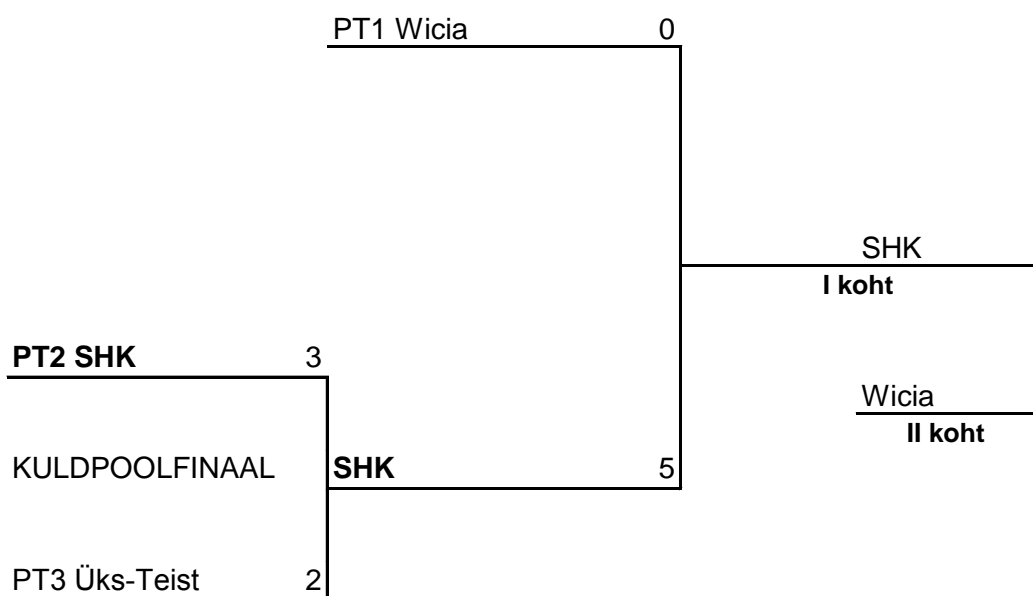 PT1 Wicia 0
SHK
I koht
PT2 SHK 3
Wicia
II koht
KULDPOOLFINAAL SHK 5
PT3 Üks-Teist 2